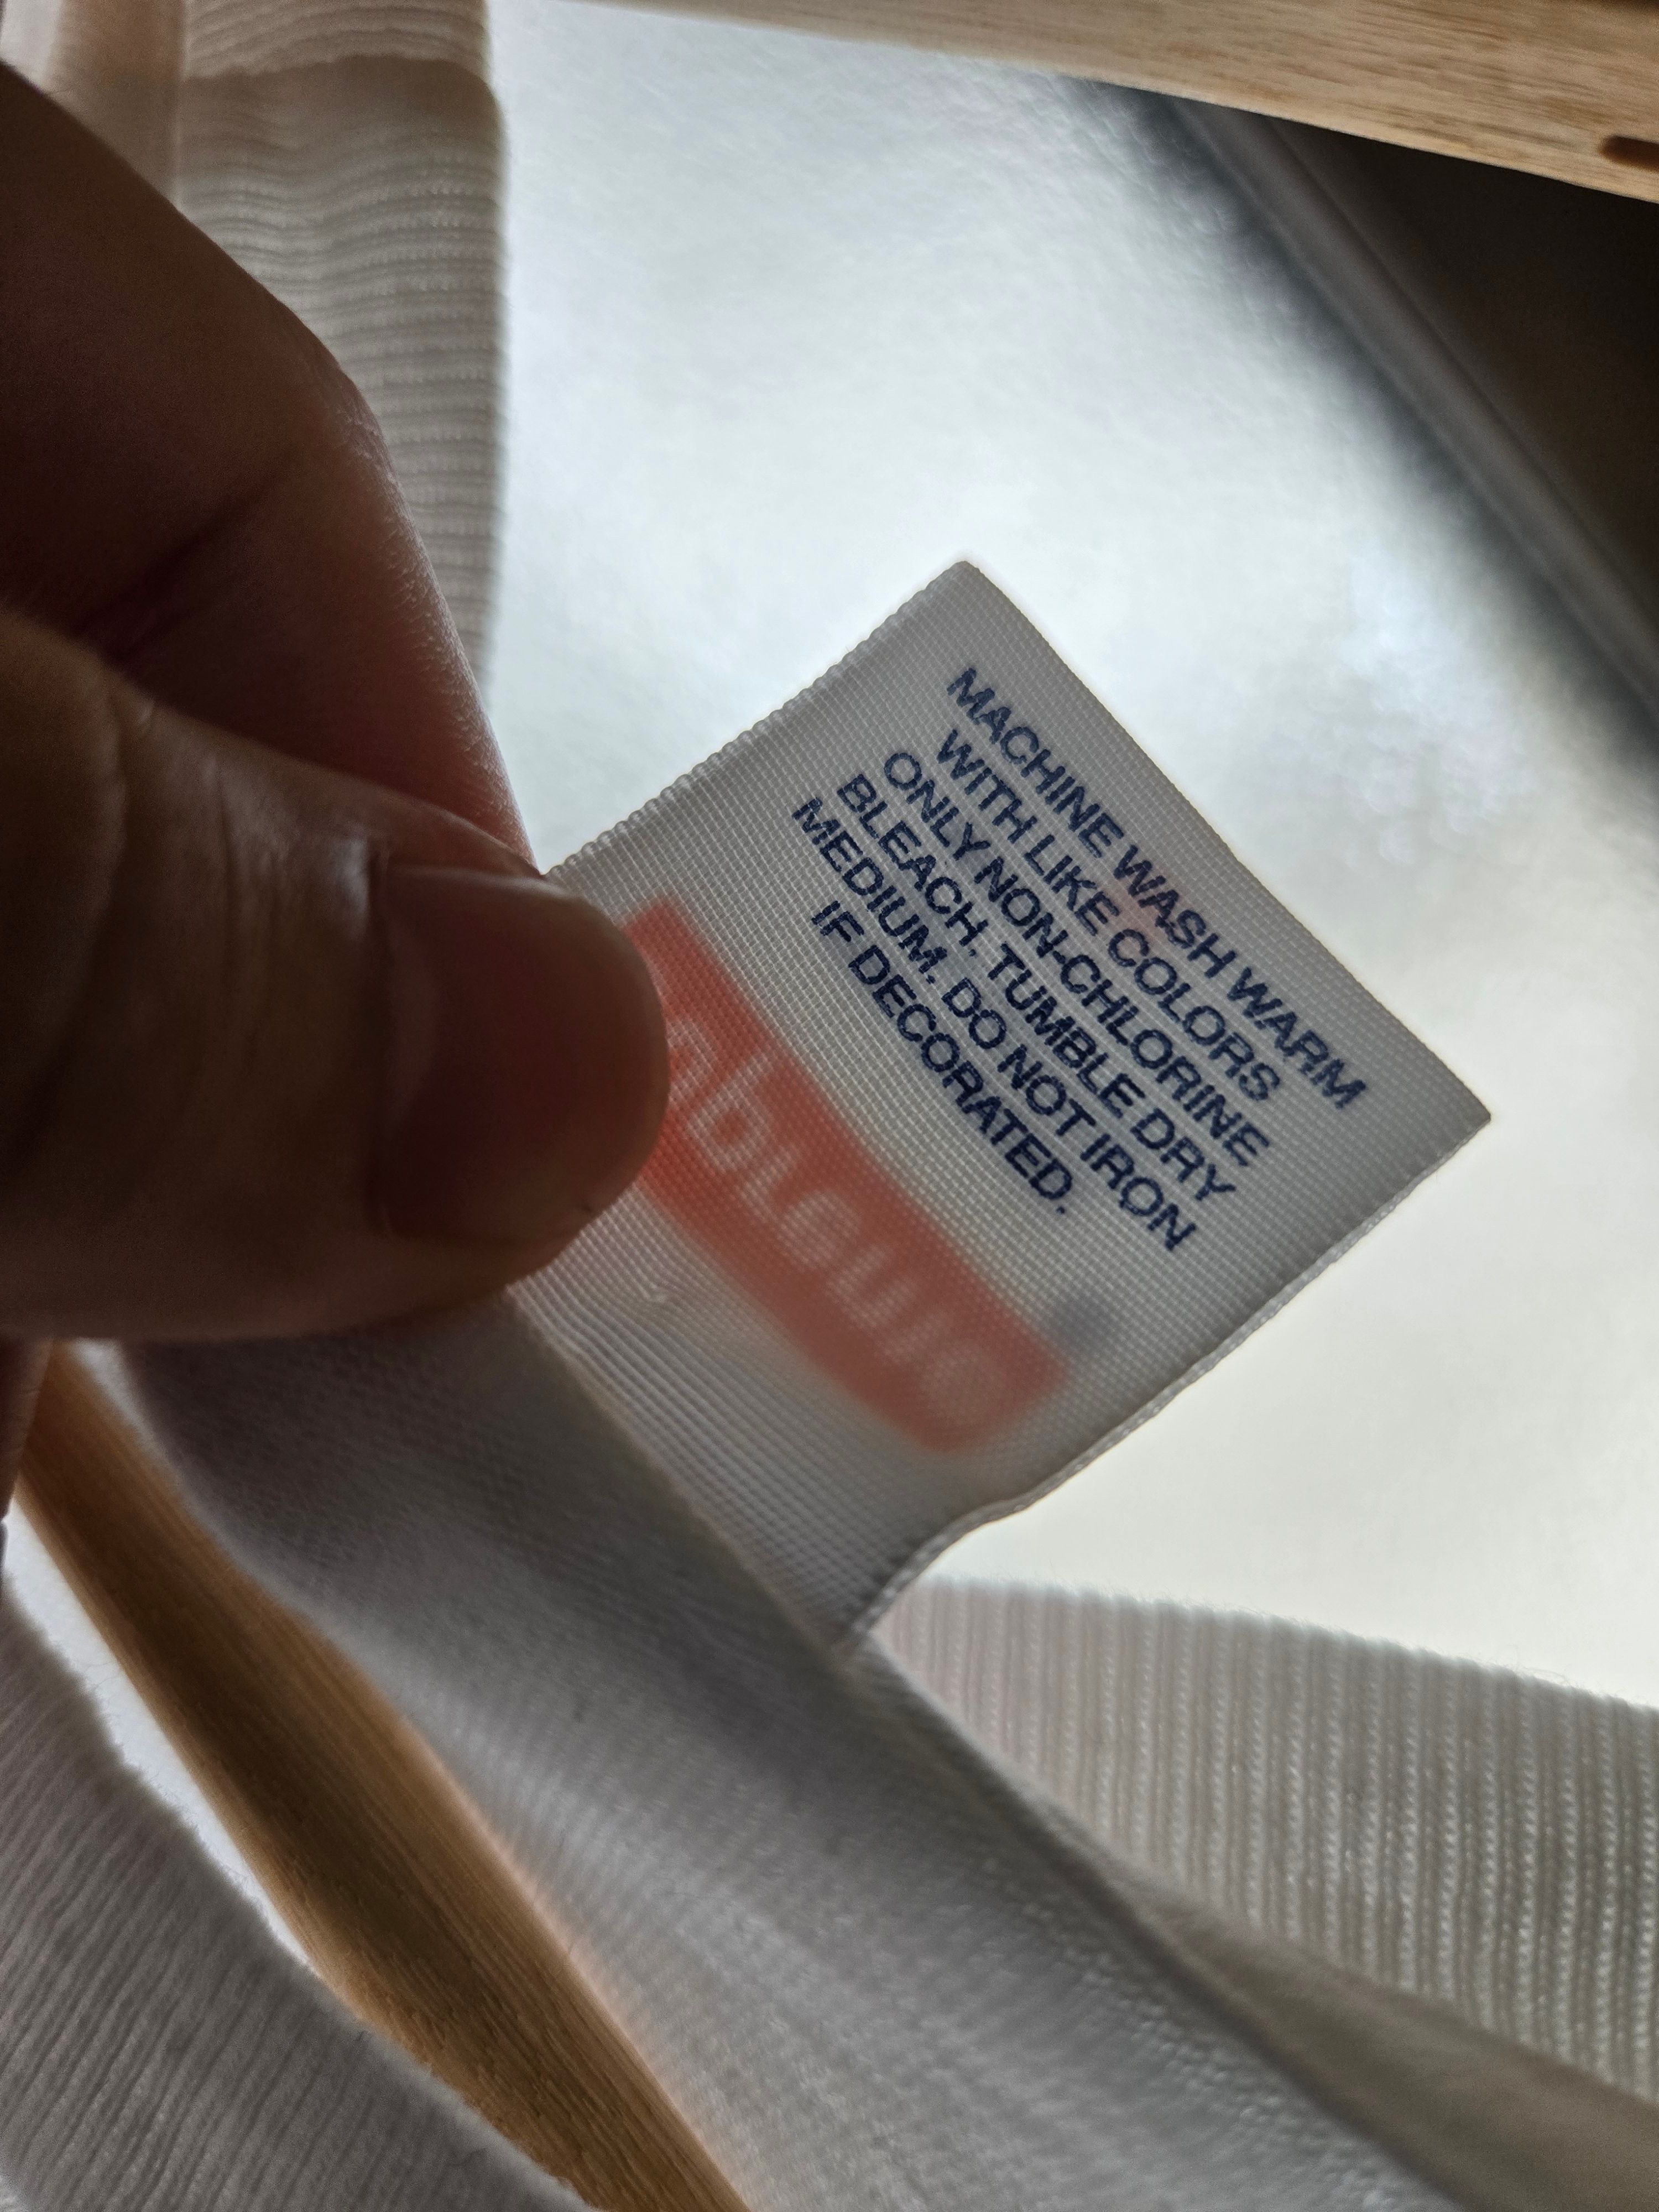 MACHINE WASH WARM
WITH LIKE COLORS
ONLY NON-CHLORINE
BLEACH. TUMBLE DRY
MEDIUM. DO NOT IRON
IF DECORATED.